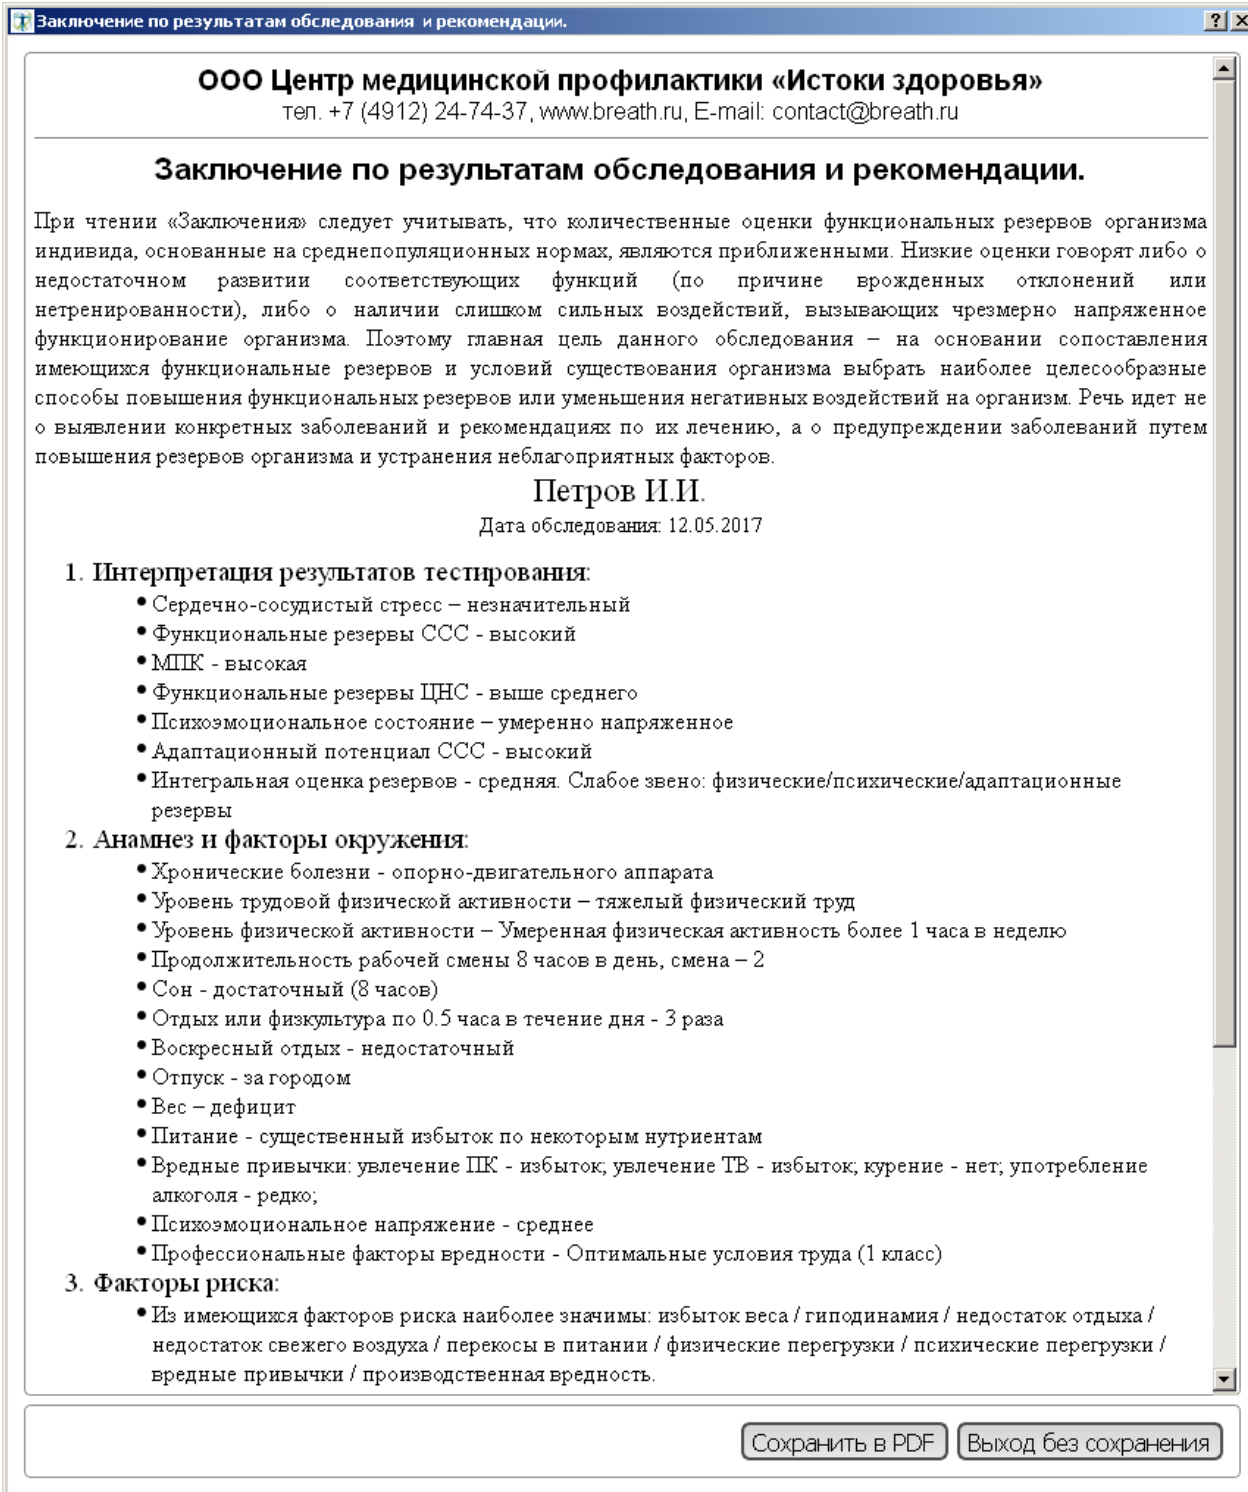 Заключение по результатам обследования и рекомендации.
ООО Центр медицинской профилактики «Истоки здоровья»
тел. +7 (4912) 24-74-37, www.breath.ru, E-mail: contact@breath.ru
Заключение по результатам обследования и рекомендации.
При чтении «Заключения» следует учитывать, что количественные оценки функциональных резервов организма
индивида, основанные на среднепопуляционных нормах, являются приближенными. Низкие оценки говорят либо о
недостаточном развитии соответствующих функций (по причине врожденных отклонений или
нетренированности), либо о наличии слишком сильных воздействий, вызывающих чрезмерно напряженное
функционирование организма. Поэтому главная цель данного обследования – на основании сопоставления
имеющихся функциональные резервов и условий существования организма выбрать наиболее целесообразные
способы повышения функциональных резервов или уменьшения негативных воздействий на организм. Речь идет не
о выявлении конкретных заболеваний и рекомендациях по их лечению, а о предупреждении заболеваний путем
повышения резервов организма и устранения неблагоприятных факторов.
Петров И.И.
Дата обследования: 12.05.2017
1. Интерпретация результатов тестирования:
• Сердечно-сосудистый стресс – незначительный
• Функциональные резервы ССС - высокий
• МПК - высокая
• Функциональные резервы ЦНС - выше среднего
• Психоэмоциональное состояние – умеренно напряженное
• Адаптационный потенциал ССС - высокий
• Интегральная оценка резервов - средняя. Слабое звено: физические/психические/адаптационные
резервы
2. Анамнез и факторы окружения:
• Хронические болезни - опорно-двигательного аппарата
• Уровень трудовой физической активности – тяжелый физический труд
• Уровень физической активности – Умеренная физическая активность более 1 часа в неделю
• Продолжительность рабочей смены 8 часов в день, смена – 2
• Сон - достаточный (8 часов)
• Отдых или физкультура по 0.5 часа в течение дня - 3 раза
• Воскресный отдых - недостаточный
• Отпуск - за городом
• Вес – дефицит
• Питание - существенный избыток по некоторым нутриентам
• Вредные привычки: увлечение ПК - избыток; увлечение ТВ - избыток; курение - нет; употребление
алкоголя - редко;
• Психоэмоциональное напряжение - среднее
• Профессиональные факторы вредности - Оптимальные условия труда (1 класс)
3. Факторы риска:
• Из имеющихся факторов риска наиболее значимы: избыток веса / гиподинамия / недостаток отдыха /
недостаток свежего воздуха / перекосы в питании / физические перегрузки / психические перегрузки /
вредные привычки / производственная вредность.
Сохранить в PDF
Выход без сохранения